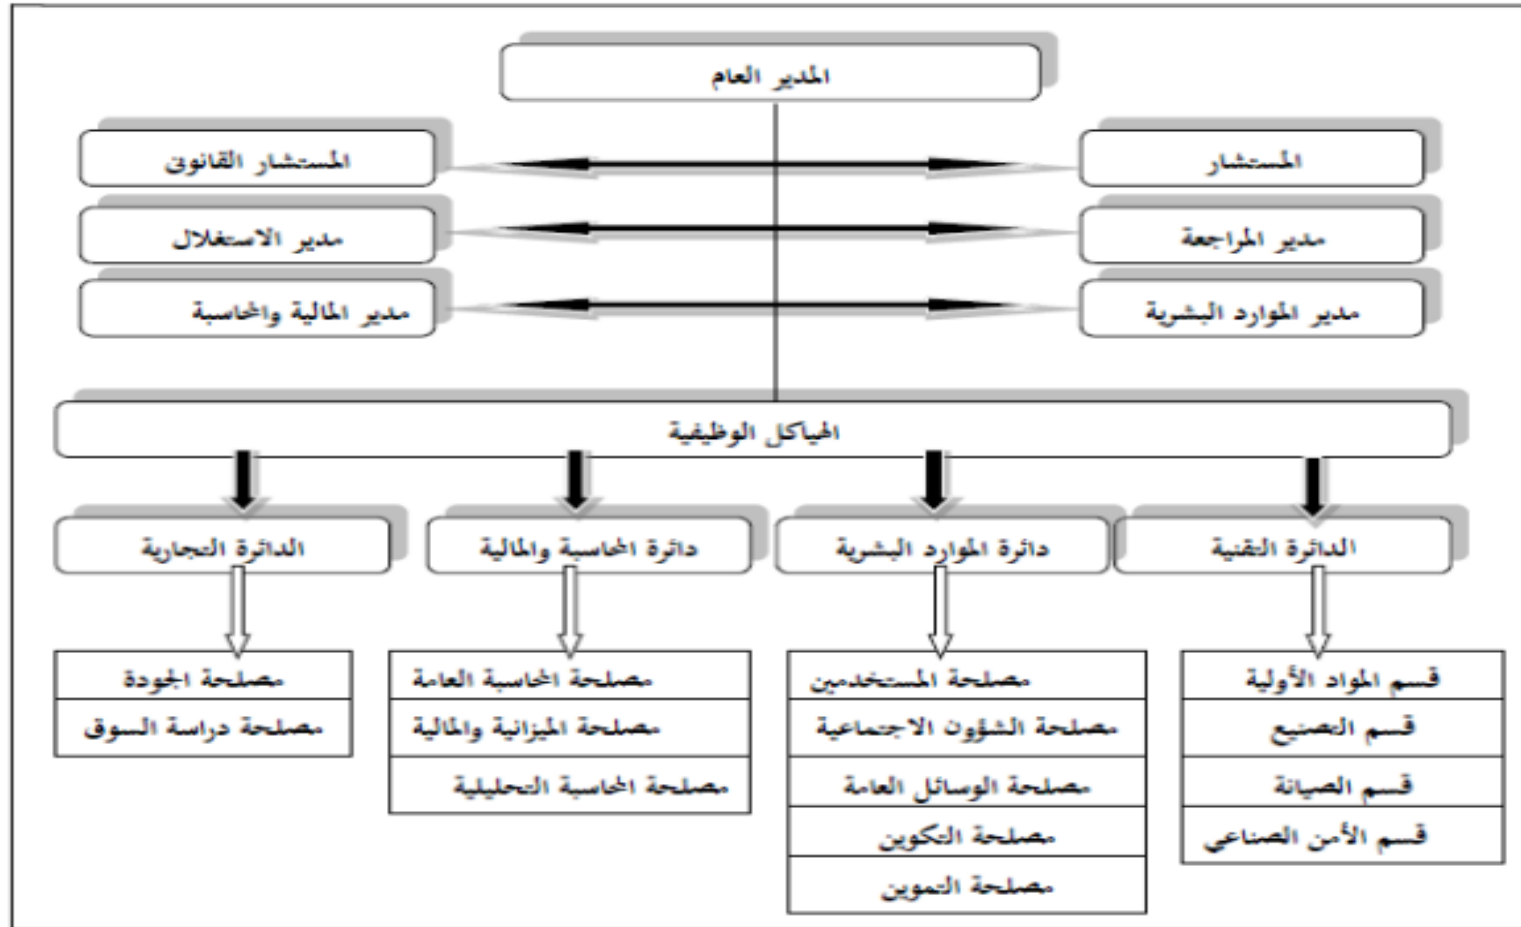 المدير العام
المستشار
المستشار القانونى
مدير المراجعة
مدير الاستغلال
مدير الموارد البشرية
مدير المالية والمحاسبة
الهياكل الوظيفية
الدائرة التقنية
دائرة الموارد البشرية
دائرة المحاسبة والمالية
الدائرة التجارية
قسم المواد الأولية
قسم التصنيع
قسم الصيانة
قسم الأمن الصناعي
مصلحة المستخدمين
مصلحة الشؤون الاجتماعية
مصلحة الوسائل العامة
مصلحة التكوين
مصلحة التموين
مصلحة المحاسبة العامة
مصلحة الميزانية والمالية
مصلحة المحاسبة التحليلية
مصلحة الجودة
مصلحة دراسة السوق